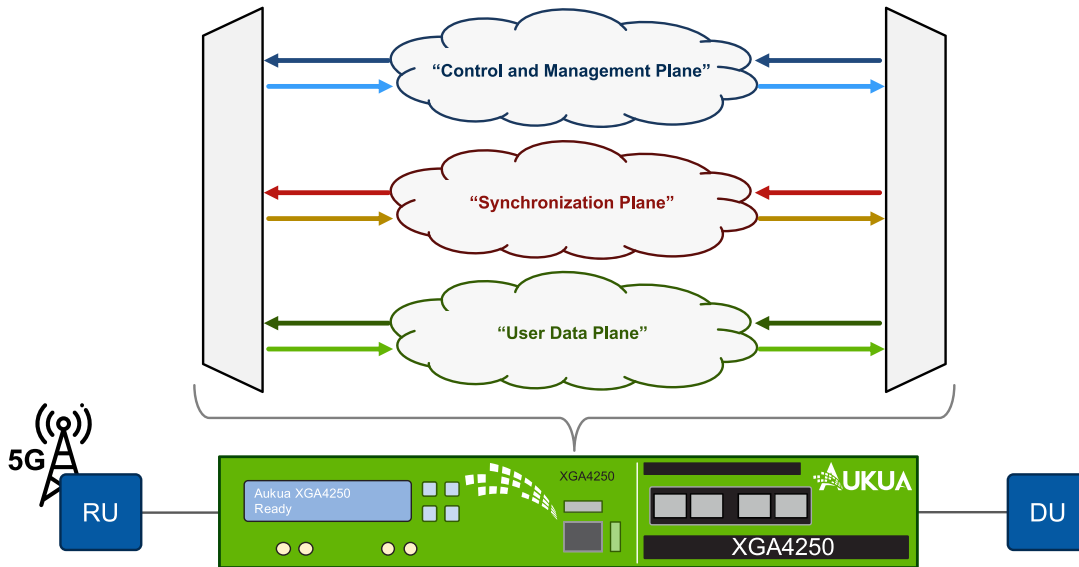 “Control and Management Plane”
“Synchronization Plane”
“User Data Plane”
5G
RU
Aukua XGA4250
Ready
XGA4250
AUKUA
XGA4250
DU